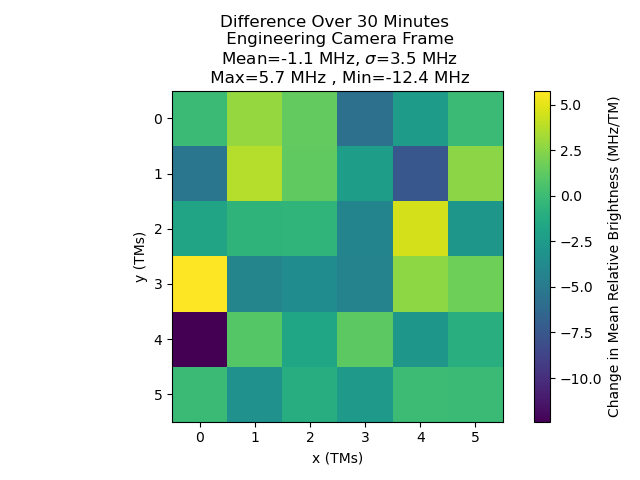 Difference Over 30 Minutes
Engineering Camera Frame
Mean=-1.1 MHz, σ=3.5 MHz
Max=5.7 MHz , Min=-12.4 MHz
0
1
2
3
4
5
y (TMs)
0 1 2 3 4 5
x (TMs)
5.0
2.5
0.0
−2.5
−5.0
−7.5
−10.0
Change in Mean Relative Brightness (MHz/TM)